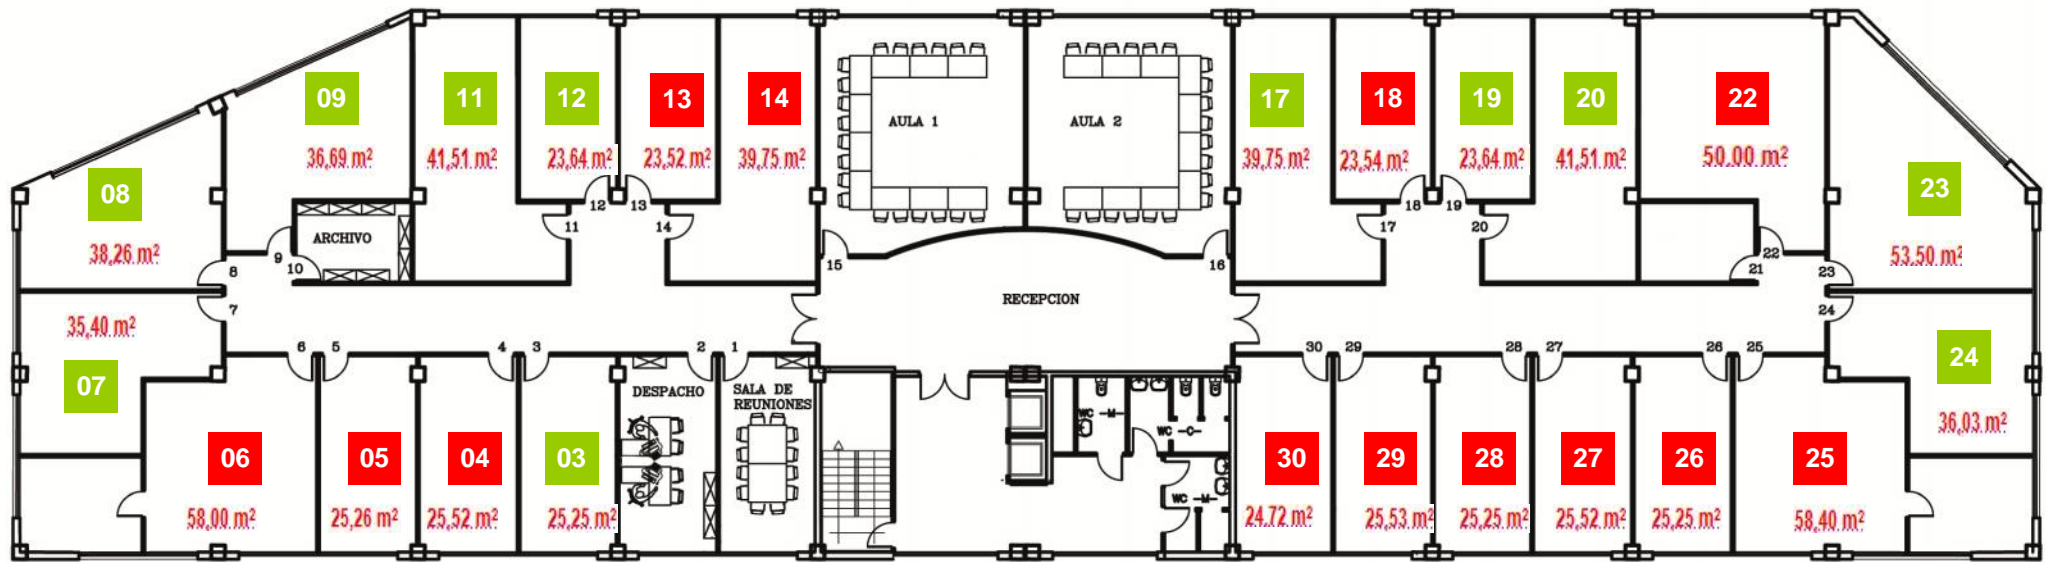 09
11
12
13
14
17
18
19
20
22
36,69 m²
41,51 m²
23,64 m²
23,52 m²
39,75 m²
AULA 1
AULA 2
39,75 m²
23,54 m²
23,64 m²
41,51 m²
50.00 m²
08
38,26 m²
23
53.50 m²
ARCHIVO
12
13
11
14
9
10
8
7
15
16
18
19
17
20
22
21
23
24
RECEPCION
35,40 m²
07
24
36,03 m²
6
5
4
3
2
1
30
29
28
27
26
25
DESPACHO
SALA DE
REUNIONES
WC -M-
WC -C-
WC -M-
06
05
04
03
30
29
28
27
26
25
58,00 m²
25,26 m²
25,52 m²
25,25 m²
24.72 m²
25,53 m²
25,25 m²
25,52 m²
25,25 m²
58,40 m²